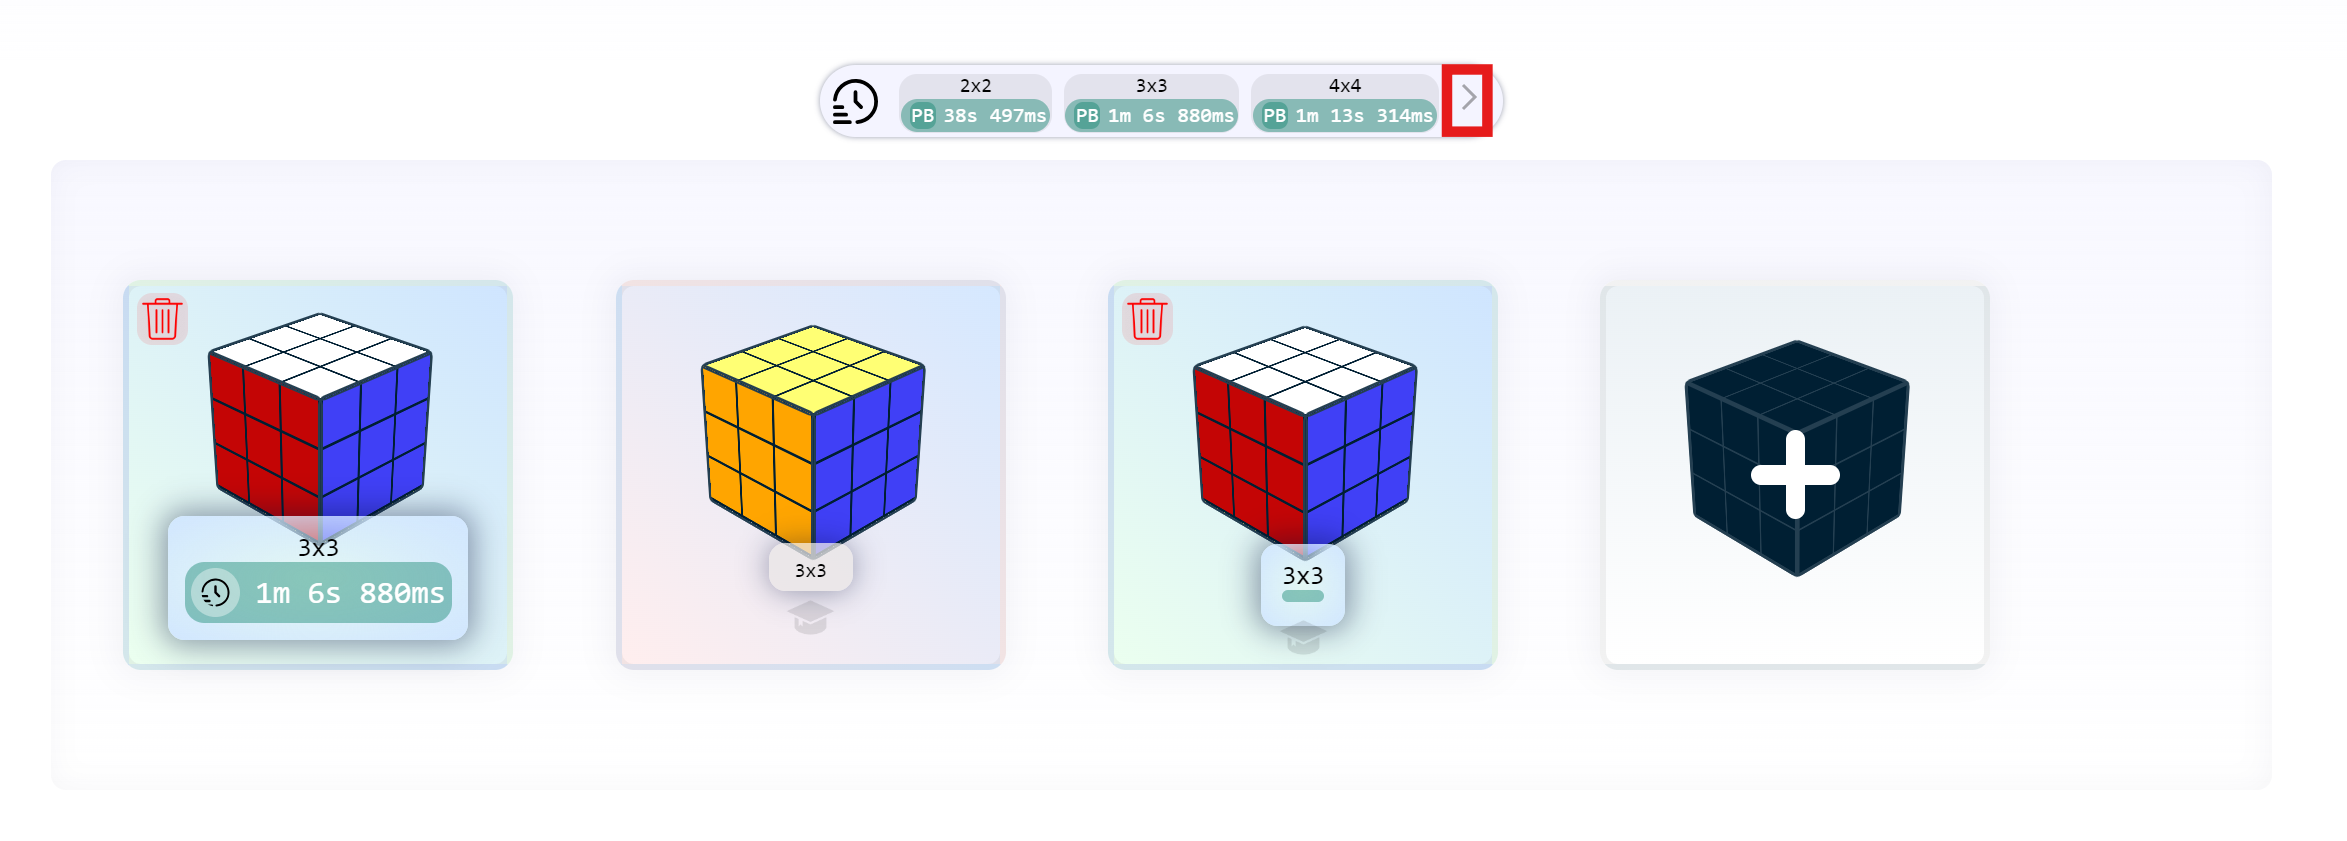 2x2
PB 38s 497ms
3x3
PB 1m 6s 880ms
4x4
PB 1m 13s 314ms
3x3
1m 6s 880ms
3x3
3x3